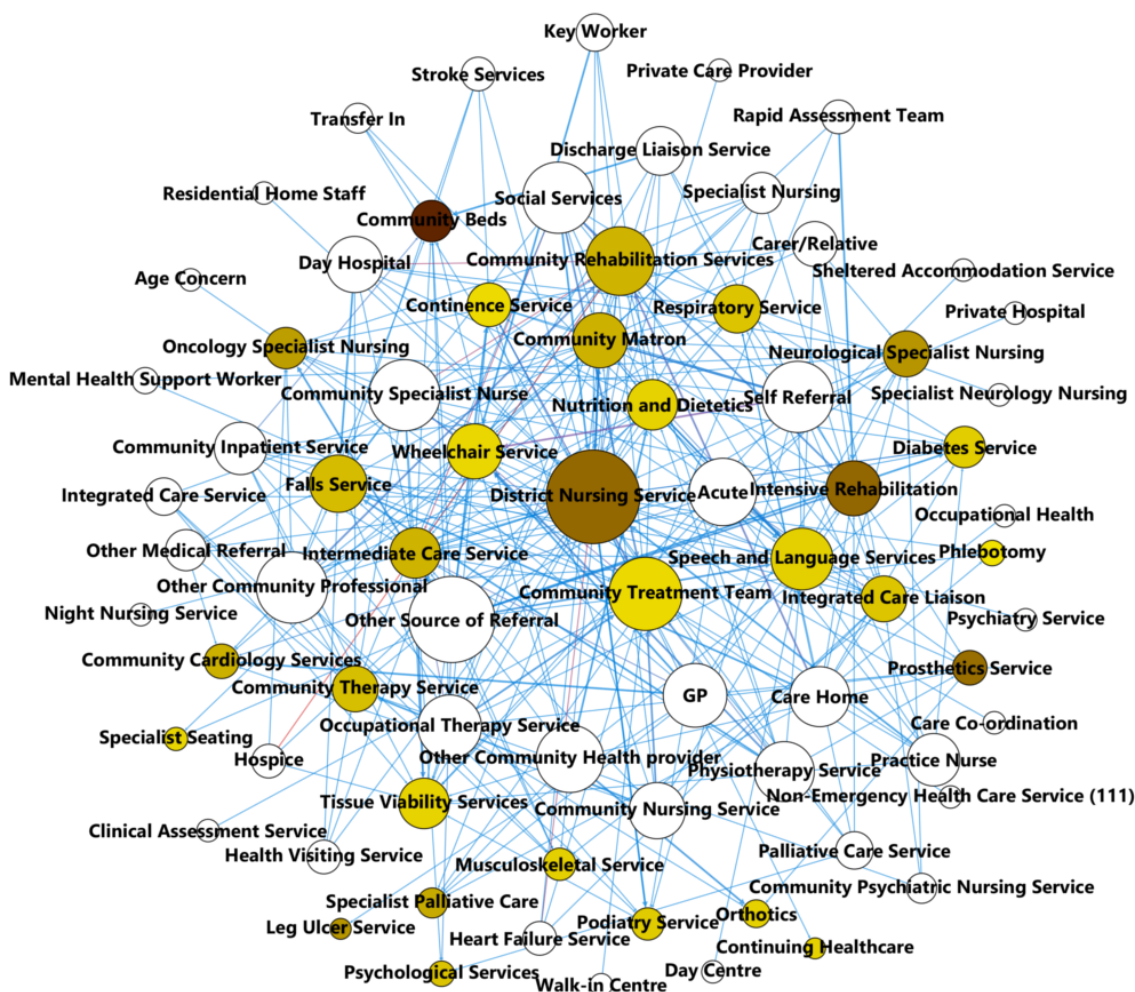 Key Worker
Stroke Services
Private Care Provider
Transfer In
Rapid Assessment Team
Discharge Liaison Service
Residential Home Staff
Social Services
Specialist Nursing
Community Beds
Carer/Relative
Day Hospital
Community Rehabilitation Services
Sheltered Accommodation Service
Age Concern
Continence Service
Respiratory Service
Private Hospital
Oncology Specialist Nursing
Community Matron
Neurological Specialist Nursing
Mental Health Support Worker
Community Specialist Nurse
Nutrition and Dietetics
Self Referral
Specialist Neurology Nursing
Community Inpatient Service
Wheelchair Service
Diabetes Service
Falls Service
Integrated Care Service
District Nursing Service
Acute
Intensive Rehabilitation
Occupational Health
Other Medical Referral
Intermediate Care Service
Speech and Language Services
Phlebotomy
Other Community Professional
Community Treatment Team
Integrated Care Liaison
Night Nursing Service
Other Source of Referral
Psychiatry Service
Community Cardiology Services
Prosthetics Service
Community Therapy Service
GP
Care Home
Specialist Seating
Occupational Therapy Service
Care Co-ordination
Hospice
Other Community Health provider
Physiotherapy Service
Practice Nurse
Tissue Viability Services
Community Nursing Service
Non-Emergency Health Care Service (111)
Clinical Assessment Service
Health Visiting Service
Musculoskeletal Service
Palliative Care Service
Community Psychiatric Nursing Service
Specialist Palliative Care
Leg Ulcer Service
Podiatry Service
Orthotics
Heart Failure Service
Continuing Healthcare
Psychological Services
Day Centre
Walk-in Centre